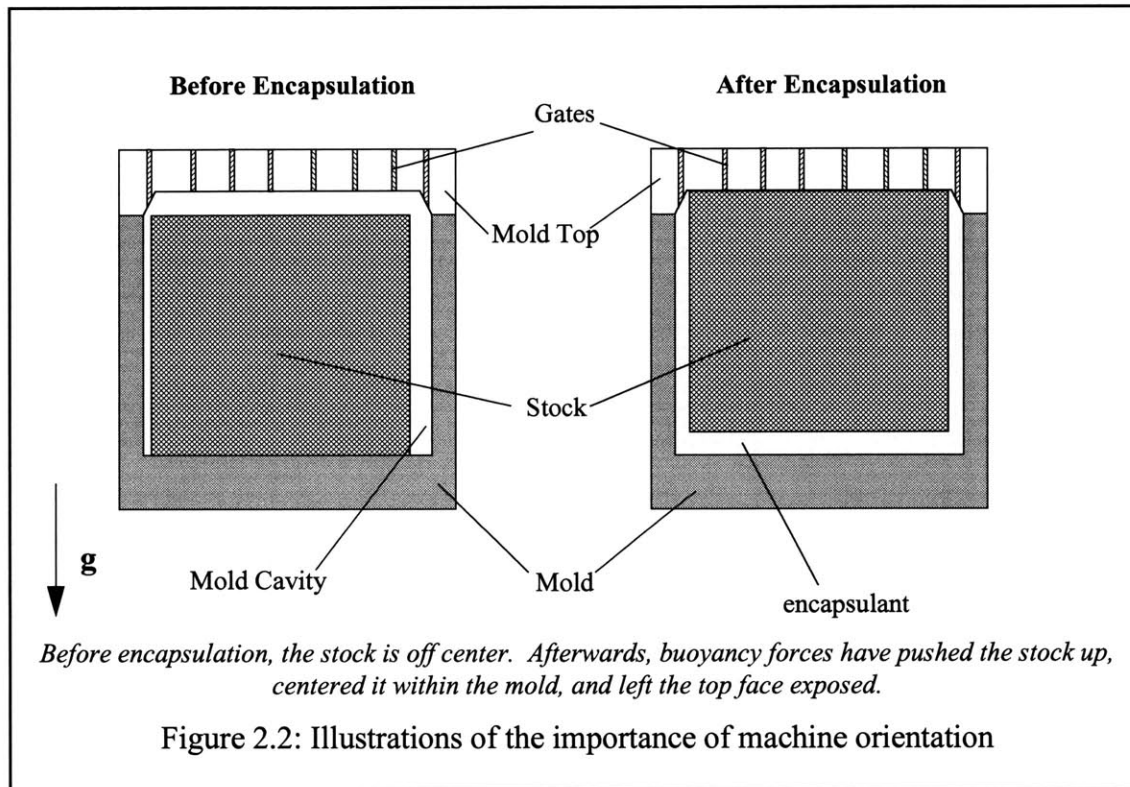 Before Encapsulation
After Encapsulation
Gates
Mold Top
Stock
g
Mold Cavity
Mold
encapsulant
Before encapsulation, the stock is off center. Afterwards, buoyancy forces have pushed the stock up,
centered it within the mold, and left the top face exposed.
Figure 2.2: Illustrations of the importance of machine orientation